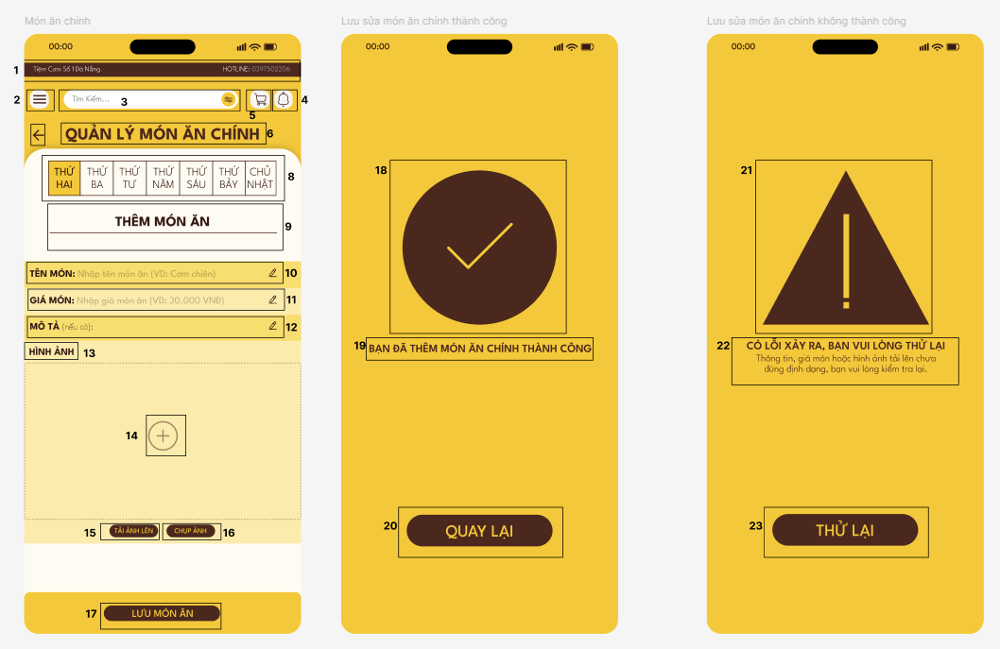 Món ăn chính
00:00
1
Tiệm Cơm Số 1 Đà Nẵng
HOTLINE: 0397502206
2
Tìm Kiếm...
3
4
5
QUẢN LÝ MÓN ĂN CHÍNH
6
THỨ HAI
THỨ BA
THỨ TƯ
THỨ NĂM
THỨ SÁU
THỨ BẢY
CHỦ NHẬT
8
THÊM MÓN ĂN
9
TÊN MÓN: Nhập tên món ăn (VD: Cơm chiên)
10
GIÁ MÓN: Nhập giá món ăn (VD: 30.000 VNĐ)
11
MÔ TẢ (nếu có):
12
HÌNH ẢNH
13
14
15
TẢI ẢNH LÊN
CHỤP ẢNH
16
17
LƯU MÓN ĂN
Lưu sửa món ăn chính thành công
00:00
18
19
BẠN ĐÃ THÊM MÓN ĂN CHÍNH THÀNH CÔNG
20
QUAY LẠI
Lưu sửa món ăn chính không thành công
00:00
21
22
CÓ LỖI XẢY RA, BẠN VUI LÒNG THỬ LẠI
Thông tin, giá món hoặc hình ảnh tải lên chưa
đúng định dạng, bạn vui lòng kiểm tra lại.
23
THỬ LẠI